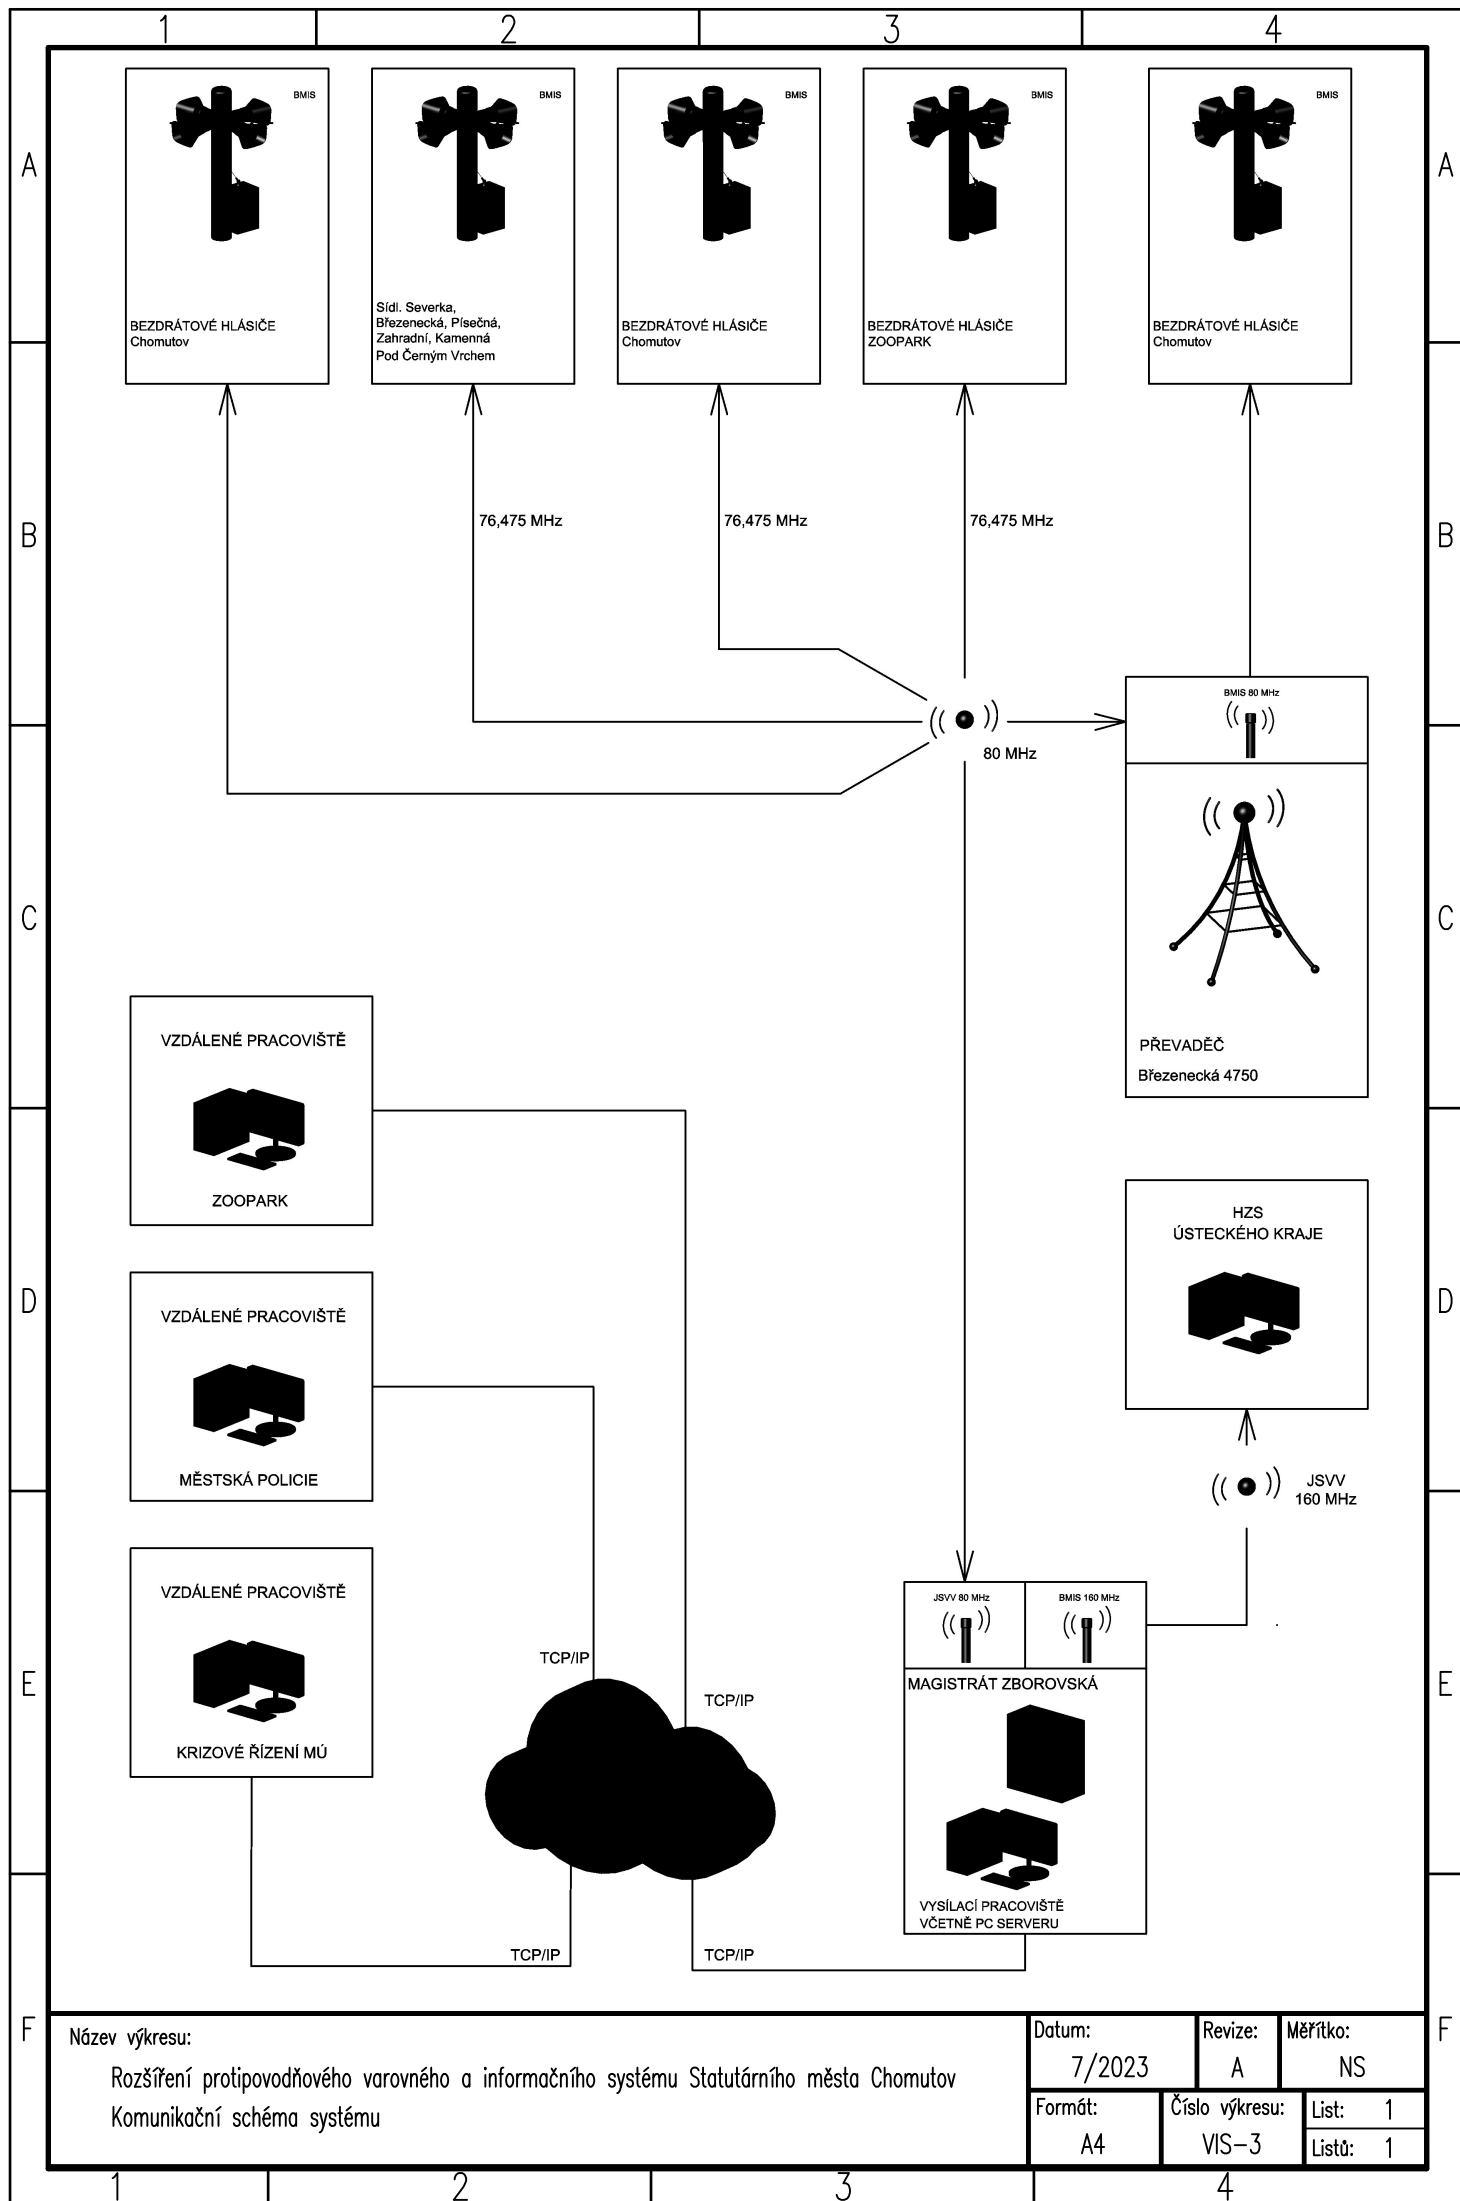 1 2 3 4
A A
B B
C C
D D
E E
F F
1 2 3 4
BMIS
BEZDRÁTOVÉ HLÁSIČE
Chomutov
BMIS
Sídl. Severka,
Březenecká, Písečná,
Zahradní, Kamenná
Pod Černým Vrchem
BMIS
BEZDRÁTOVÉ HLÁSIČE
Chomutov
BMIS
BEZDRÁTOVÉ HLÁSIČE
ZOOPARK
BMIS
BEZDRÁTOVÉ HLÁSIČE
Chomutov
76,475 MHz
76,475 MHz
76,475 MHz
80 MHz
BMIS 80 MHz
PŘEVADĚČ
Březenecká 4750
VZDÁLENÉ PRACOVIŠTĚ
ZOOPARK
VZDÁLENÉ PRACOVIŠTĚ
MĚSTSKÁ POLICIE
VZDÁLENÉ PRACOVIŠTĚ
KRIZOVÉ ŘÍZENÍ MÚ
HZS
ÚSTECKÉHO KRAJE
JSVV
160 MHz
JSVV 80 MHz
BMIS 160 MHz
MAGISTRÁT ZBOROVSKÁ
VYSÍLACÍ PRACOVIŠTĚ
VČETNĚ PC SERVERU
TCP/IP
TCP/IP
TCP/IP
TCP/IP
Název výkresu:
Rozšíření protipovodňového varovného a informačního systému Statutárního města Chomutov
Komunikační schéma systému
Datum:
7/2023
Revize:
A
Měřítko:
NS
Formát:
A4
Číslo výkresu:
VIS-3
List: 1
Listů: 1